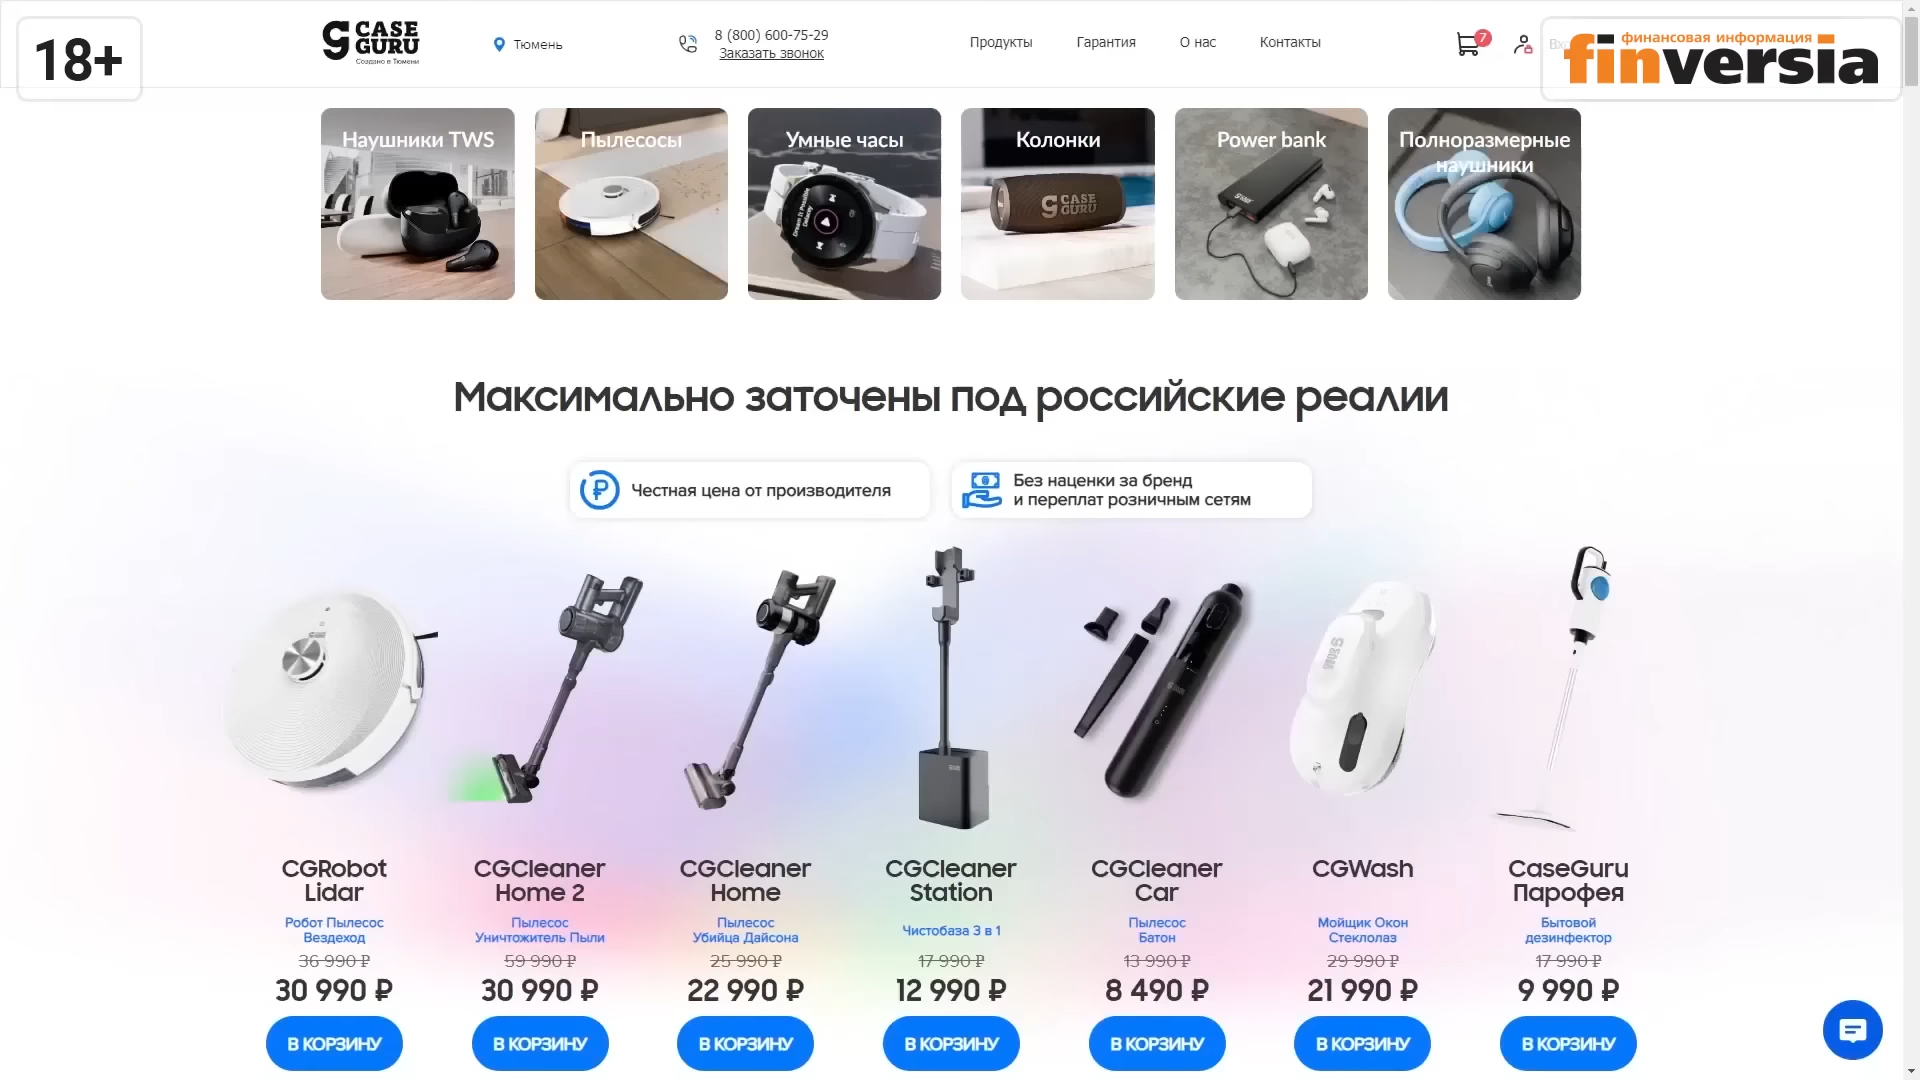 18+
CASE GURU
Создано в Тюмени
Тюмень
8 (800) 600-75-29
Заказать звонок
Продукты
Гарантия
О нас
Контакты
7
финансовая информация
finversia
Наушники TWS
Пылесосы
Умные часы
Колонки
Power bank
Полноразмерные
наушники
CASE
GURU
Максимально заточены под российские реалии
Честная цена от производителя
Без наценки за бренд
и переплат розничным сетям
CGRobot
Lidar
Робот Пылесос
Вездеход
36 990 ₽
30 990 ₽
В КОРЗИНУ
CGCleaner
Home 2
Пылесос
Уничтожитель Пыли
59 990 ₽
30 990 ₽
В КОРЗИНУ
CGCleaner
Home
Пылесос
Убийца Дайсона
25 990 ₽
22 990 ₽
В КОРЗИНУ
CGCleaner
Station
Чистобаза 3 в 1
17 990 ₽
12 990 ₽
В КОРЗИНУ
CGCleaner
Car
Пылесос
Батон
13 990 ₽
8 490 ₽
В КОРЗИНУ
CGWash
Мойщик Окон
Стеклолаз
29 990 ₽
21 990 ₽
В КОРЗИНУ
CaseGuru
Парофея
Бытовой
дезинфектор
17 990 ₽
9 990 ₽
В КОРЗИНУ